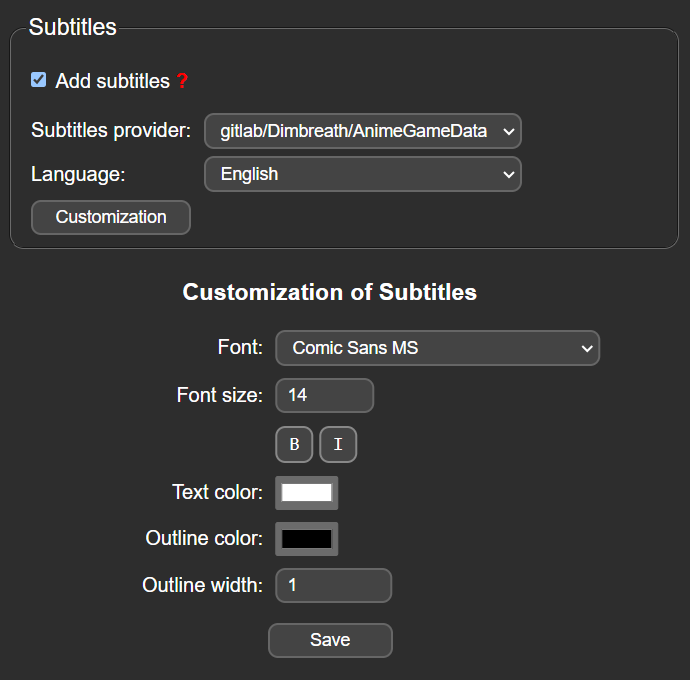 Subtitles
Add subtitles ?
Subtitles provider: gitlab/Dimbreath/AnimeGameData
Language: English
Customization
Customization of Subtitles
Font: Comic Sans MS
Font size: 14
B I
Text color:
Outline color:
Outline width: 1
Save